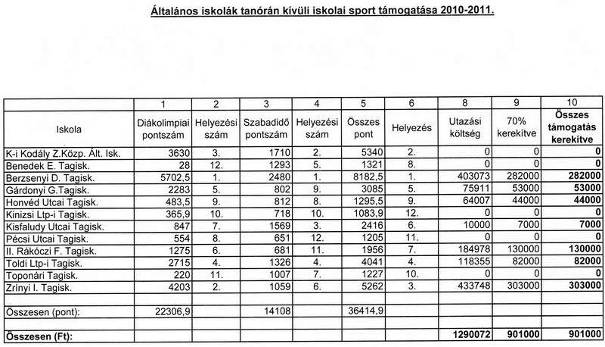 Általános iskolák tanórán kívüli iskolai sport támogatása 2010-2011.
1 2 3 4 5 6 8 9 10
Iskola Diákolimpiai pontszám Helyezési szám Szabadidő pontszám Helyezési szám Összes pont Helyezés Utazási költség 70% kerekítve Összes támogatás kerekitve
K-i Kodály Z.Közp. Ált. Isk. 3630 3. 1710 2. 5340 2. 0 0 0
Benedek E. Tagisk. 28 12. 1293 5. 1321 8. 0 0 0
Berzsenyi D. Tagisk. 5702,5 1. 2480 1. 8182,5 1. 403073 282000 282000
Gárdonyi G.Tagisk. 2283 5. 802 9. 3085 5. 75911 53000 53000
Honvéd Utcai Tagisk. 483,5 9. 812 8. 1295,5 9. 64007 44000 44000
Kinizsi Ltp-i Tagisk. 365,9 10. 718 10. 1083,9 12. 0 0 0
Kisfaludy Utcai Tagisk. 847 7. 1569 3. 2416 6. 10000 7000 7000
Pécsi Utcai Tagisk. 554 8. 651 12. 1205 11. 0 0 0
II. Rákóczi F. Tagisk. 1275 6. 681 11. 1956 7. 184978 130000 130000
Toldi Ltp-i Tagisk. 2715 4. 1326 4. 4041 4. 118355 82000 82000
Toponári Tagisk. 220 11. 1007 7. 1227 10. 0 0 0
Zrínyi I. Tagisk. 4203 2. 1059 6. 5262 3. 433748 303000 303000
Összesen (pont): 22306,9 14108 36414,9
Összesen (Ft): 1290072 901000 901000